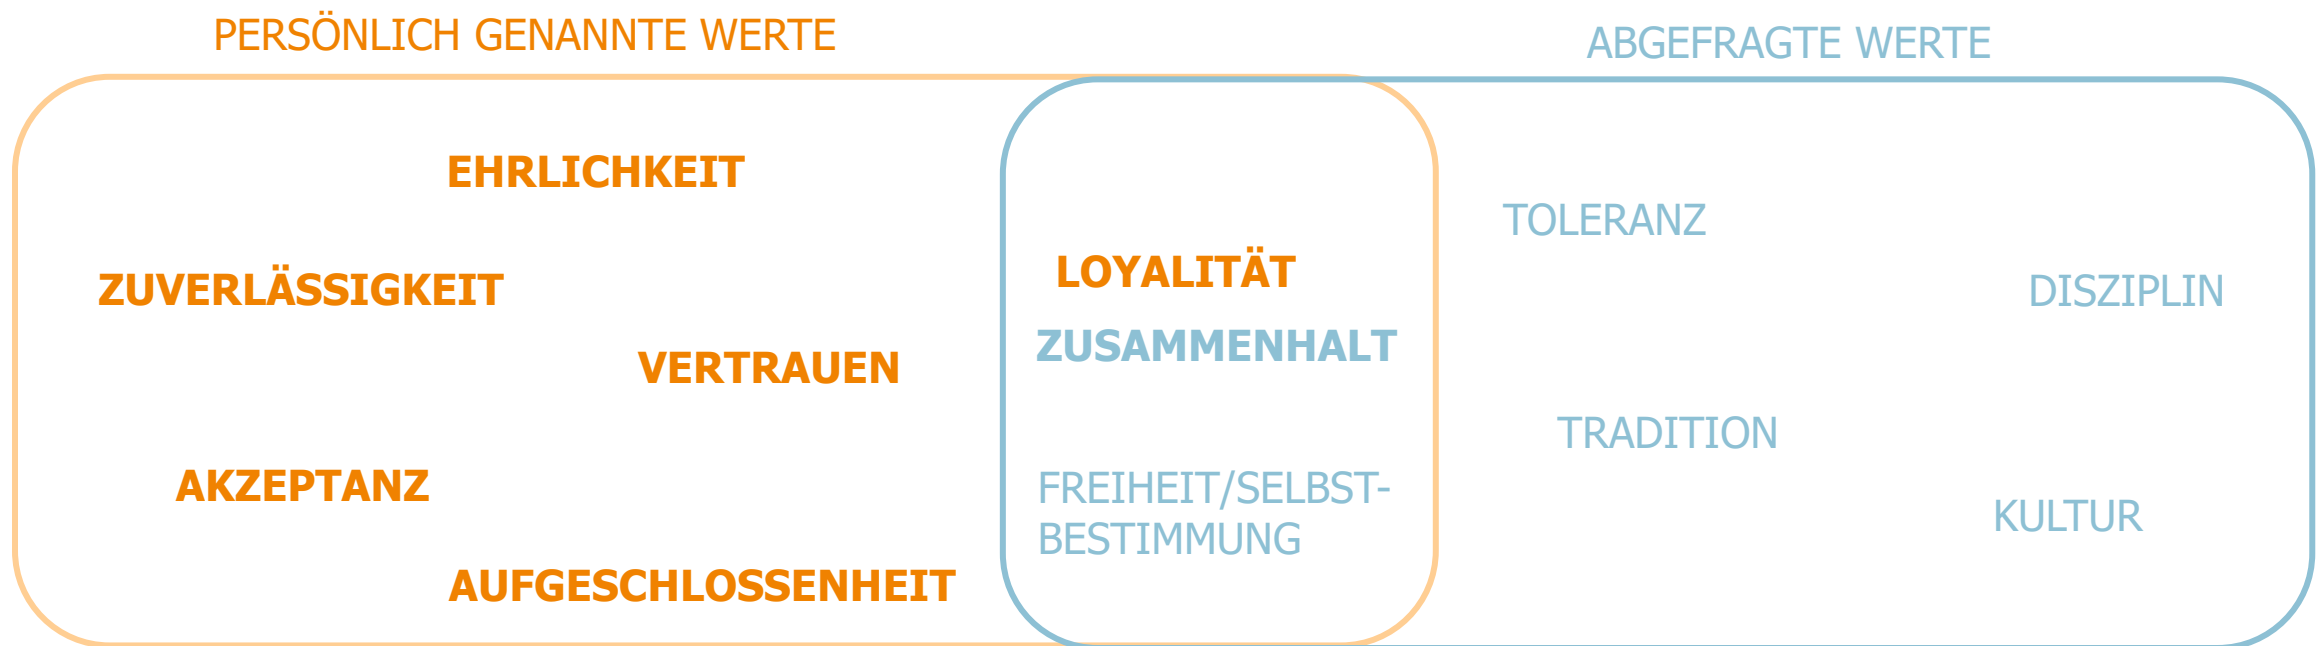 PERSÖNLICH GENANNTE WERTE
EHRLICHKEIT
ZUVERLÄSSIGKEIT
VERTRAUEN
AKZEPTANZ
AUFGESCHLOSSENHEIT
LOYALITÄT
ZUSAMMENHALT
FREIHEIT/SELBST-
BESTIMMUNG
ABGEFRAGTE WERTE
TOLERANZ
DISZIPLIN
TRADITION
KULTUR